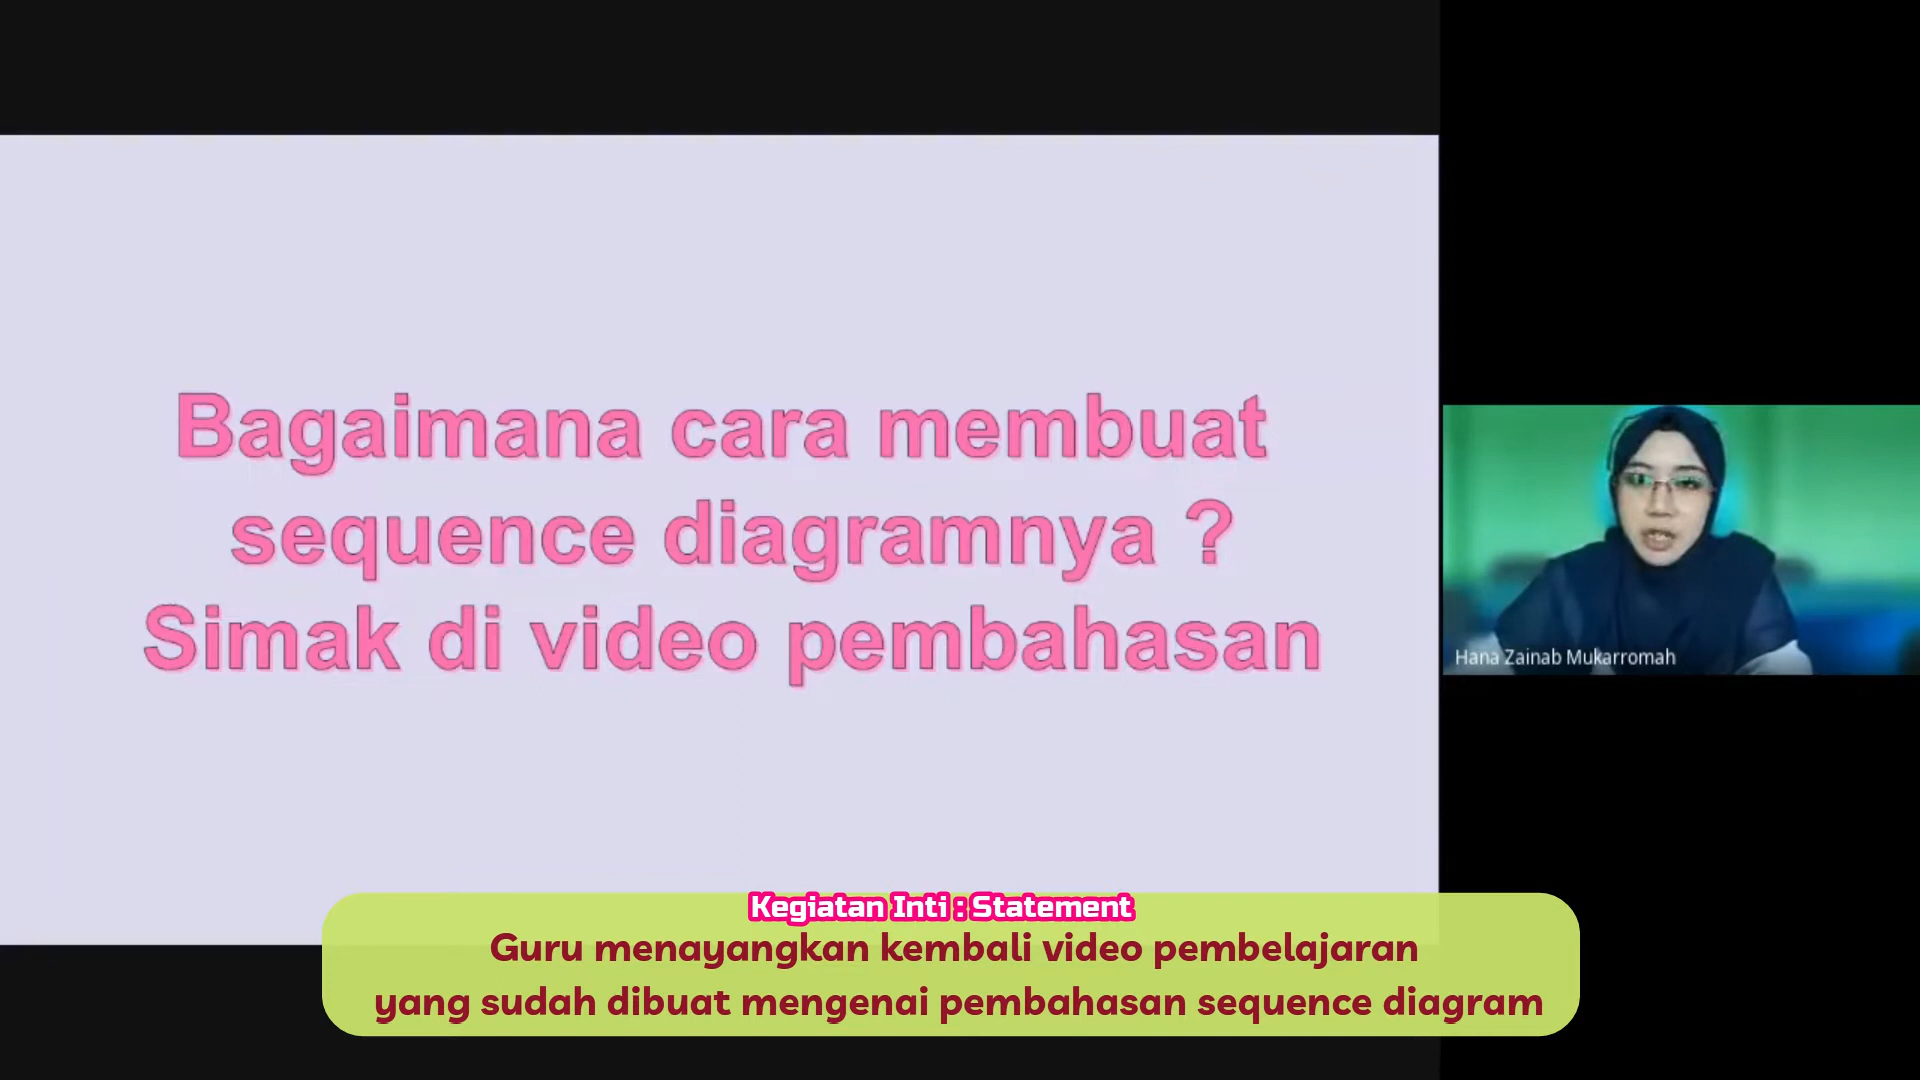 Bagaimana cara membuat
sequence diagramnya ?
Simak di video pembahasan
Hana Zainab Mukarromah
Kegiatan Inti : Statement
Guru menayangkan kembali video pembelajaran
yang sudah dibuat mengenai pembahasan sequence diagram